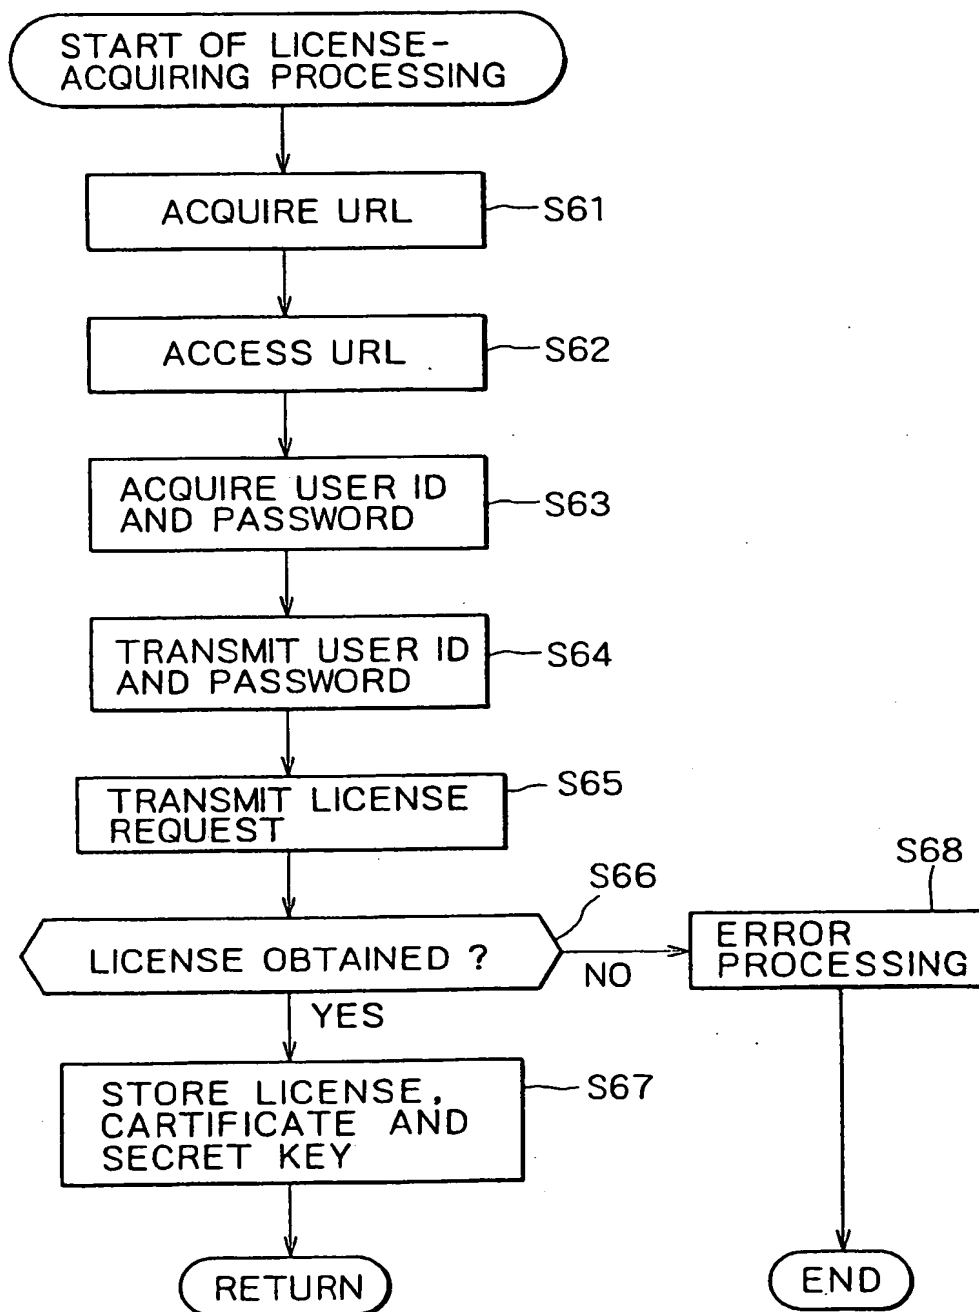 START OF LICENSE-
ACQUIRING PROCESSING
ACQUIRE URL
S61
ACCESS URL
S62
ACQUIRE USER ID
AND PASSWORD
S63
TRANSMIT USER ID
AND PASSWORD
S64
TRANSMIT LICENSE
REQUEST
S65
LICENSE OBTAINED ?
S66
NO
YES
ERROR
PROCESSING
S68
STORE LICENSE,
CARTIFICATE AND
SECRET KEY
S67
RETURN
END